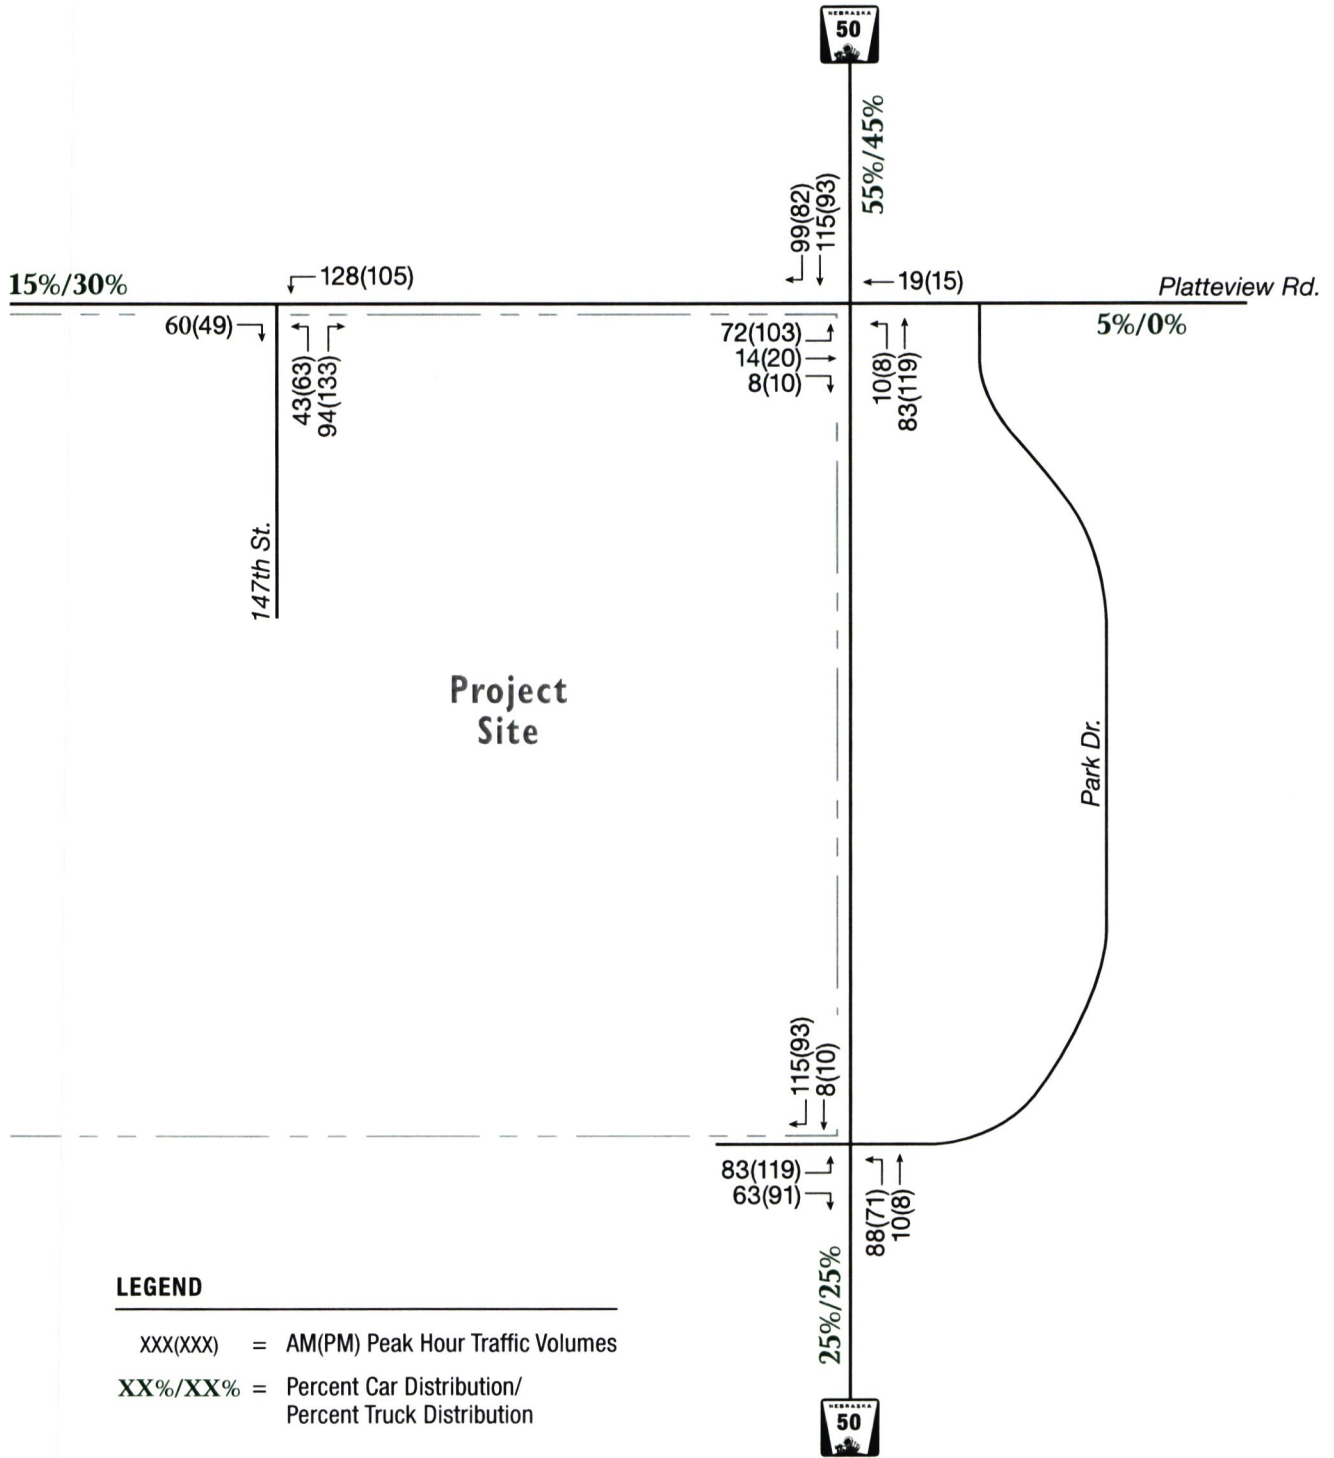 NEBRASKA
50
55%/45%
99(82)
115(93)
15%/30%
128(105)
19(15)
Platteview Rd.
60(49)
43(63)
94(133)
72(103)
14(20)
8(10)
10(8)
83(119)
5%/0%
147th St.
Project
Site
Park Dr.
115(93)
8(10)
83(119)
63(91)
88(71)
10(8)
25%/25%
LEGEND
XXX(XXX) = AM(PM) Peak Hour Traffic Volumes
XX%/XX% = Percent Car Distribution/
Percent Truck Distribution
NEBRASKA
50